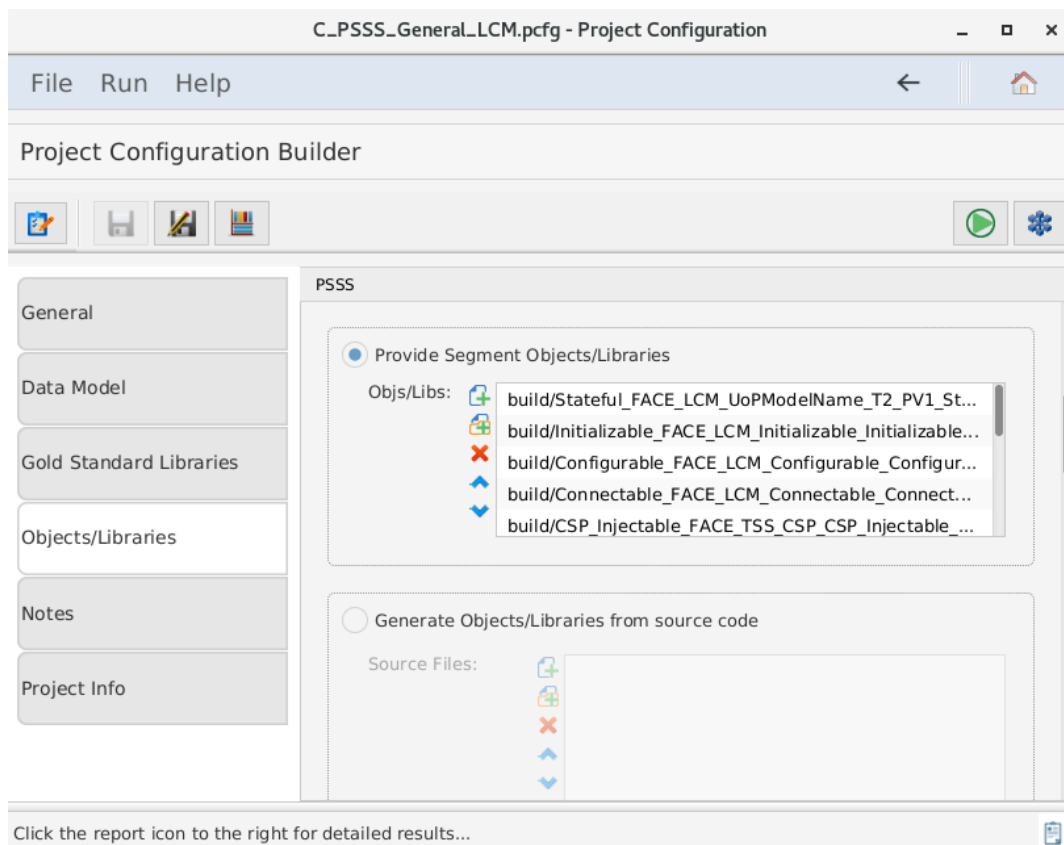 C_PSSS_General_LCM.pcfg - Project Configuration
File Run Help
Project Configuration Builder
General
Data Model
Gold Standard Libraries
Objects/Libraries
Notes
Project Info
PSSS
Provide Segment Objects/Libraries
Objs/Libs:
build/Stateful_FACE_LCM_UoPModelName_T2_PV1_St...
build/Initializable_FACE_LCM_Initializable_Initializable...
build/Configurable_FACE_LCM_Configurable_Configur...
build/Connectable_FACE_LCM_Connectable_Connect...
build/CSP_Injectable_FACE_TSS_CSP_CSP_Injectable_...
Generate Objects/Libraries from source code
Source Files:
Click the report icon to the right for detailed results...